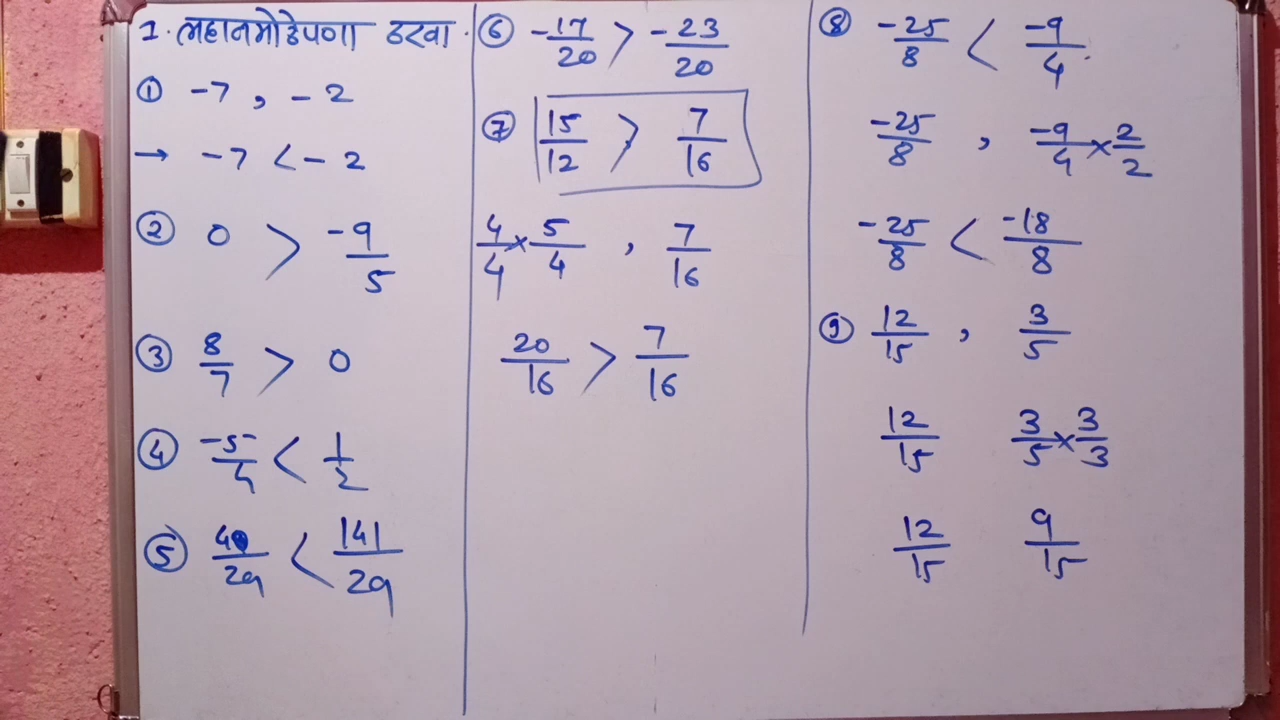 1. लहानमोठेपणा ठरवा.
① -7 , -2
→ -7 < -2
② 0 > -9/5
③ 8/7 > 0
④ -5/4 < 1/2
⑤ 40/29 < 141/29
⑥ -17/20 > -23/20
⑦ 15/12 > 7/16
4/4 × 5/4 , 7/16
20/16 > 7/16
⑧ -25/8 < -9/4
-25/8 , -9/4 × 2/2
-25/8 < -18/8
⑨ 12/15 , 3/5
12/15 3/5 × 3/3
12/15 9/15